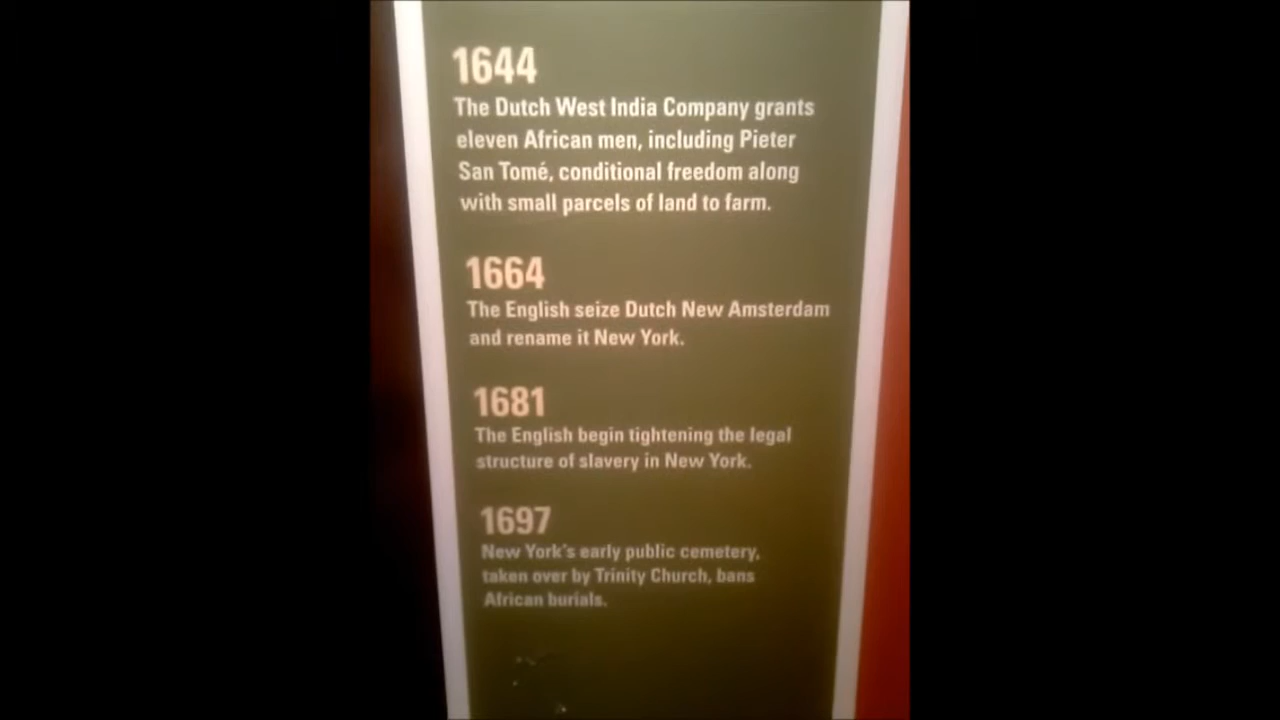 1644
The Dutch West India Company grants
eleven African men, including Pieter
San Tomé, conditional freedom along
with small parcels of land to farm.
1664
The English seize Dutch New Amsterdam
and rename it New York.
1681
The English begin tightening the legal
structure of slavery in New York.
1697
New York's early public cemetery,
taken over by Trinity Church, bans
African burials.